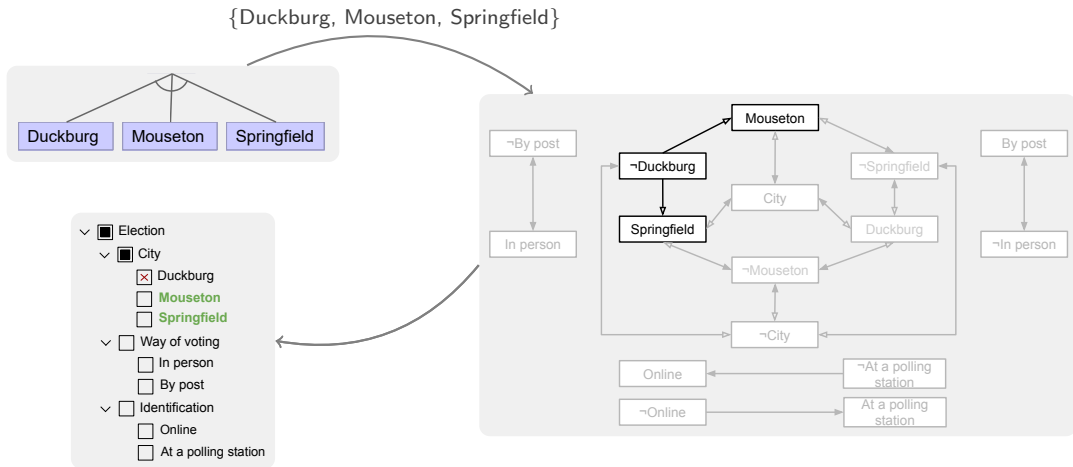 {Duckburg, Mouseton, Springfield}
Duckburg
Mouseton
Springfield
Mouseton
¬By post
¬Duckburg
¬Springfield
By post
City
In person
Springfield
Duckburg
¬In person
¬Mouseton
¬City
Online
¬At a polling
station
¬Online
At a polling
station
Election
City
Duckburg
Mouseton
Springfield
Way of voting
In person
By post
Identification
Online
At a polling station